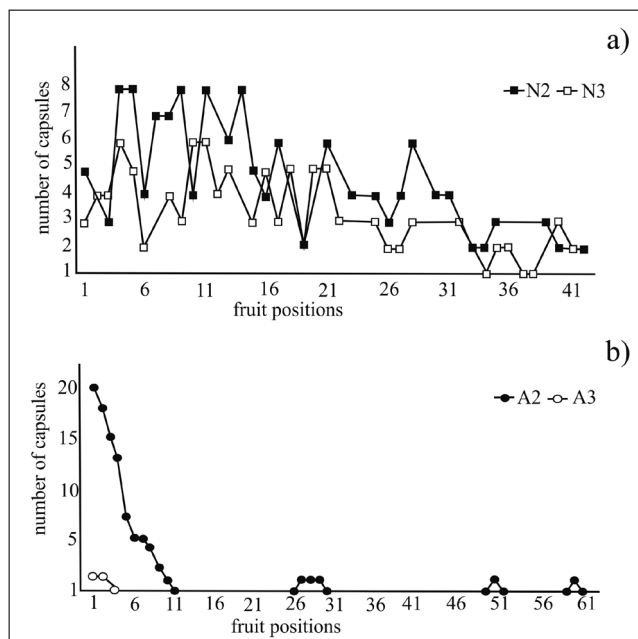 a)
number of capsules
8
7
6
5
4
3
2
1
N2 N3
1 6 11 16 21 26 31 36 41
fruit positions
b)
number of capsules
20
15
10
5
1
A2 A3
1 6 11 16 21 26 31 36 41 46 51 56 61
fruit positions